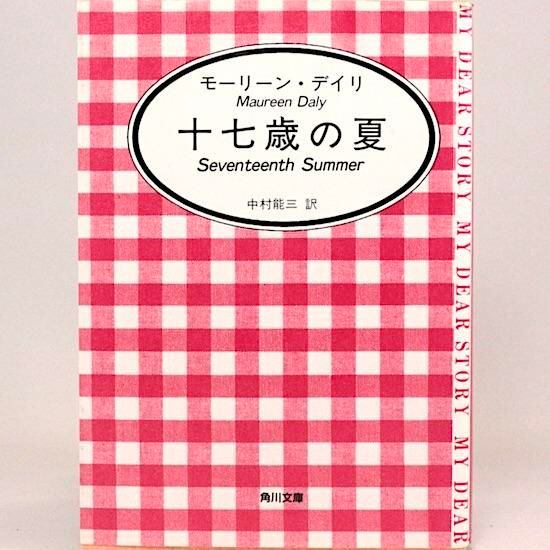 モーリーン・デイリ
Maureen Daly
十七歳の夏
Seventeenth Summer
中村能三 訳
角川文庫
MY DEAR STORY MY DEAR STORY MY DEAR